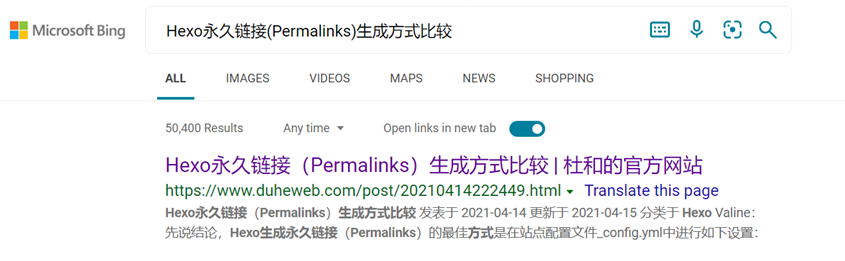 Microsoft Bing
Hexo永久链接(Permalinks)生成方式比较
ALL IMAGES VIDEOS MAPS NEWS SHOPPING
50,400 Results Any time Open links in new tab
Hexo永久链接（Permalinks）生成方式比较 | 杜和的官方网站
https://www.duheweb.com/post/20210414222449.html Translate this page
Hexo永久链接（Permalinks）生成方式比较 发表于 2021-04-14 更新于 2021-04-15 分类于 Hexo Valine：
先说结论，Hexo生成永久链接（Permalinks）的最佳方式是在站点配置文件_config.yml中进行如下设置：